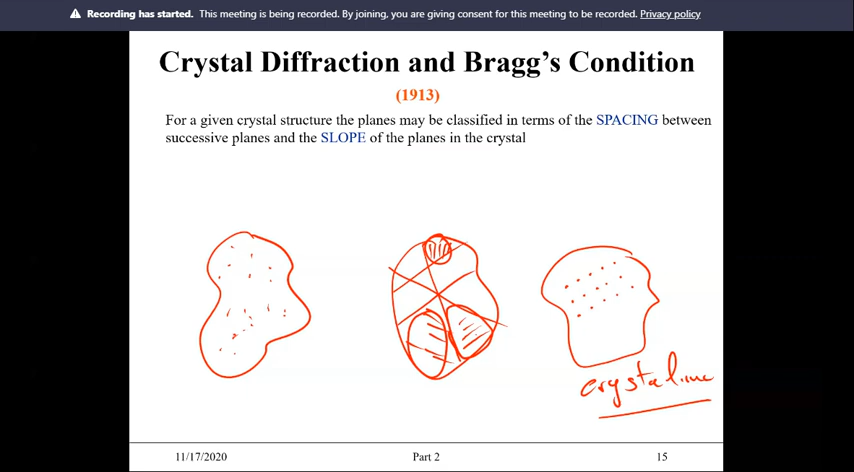 Recording has started. This meeting is being recorded. By joining, you are giving consent for this meeting to be recorded. Privacy policy
Crystal Diffraction and Bragg's Condition
(1913)
For a given crystal structure the planes may be classified in terms of the SPACING between
successive planes and the SLOPE of the planes in the crystal
crystaline
11/17/2020 Part 2 15